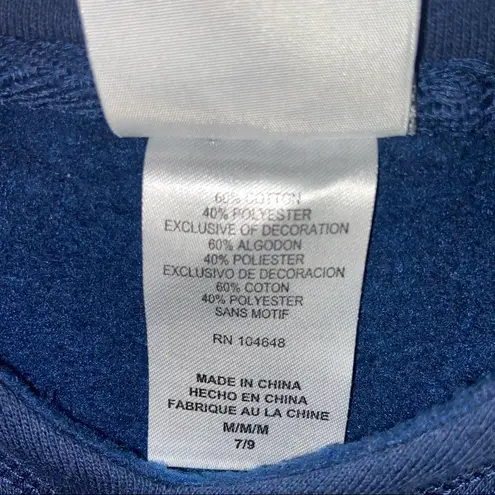 60% COTTON
40% POLYESTER
EXCLUSIVE OF DECORATION
60% ALGODON
40% POLIESTER
EXCLUSIVO DE DECORACION
60% COTON
40% POLYESTER
SANS MOTIF
RN 104648
MADE IN CHINA
HECHO EN CHINA
FABRIQUE AU LA CHINE
M/M/M
7/9